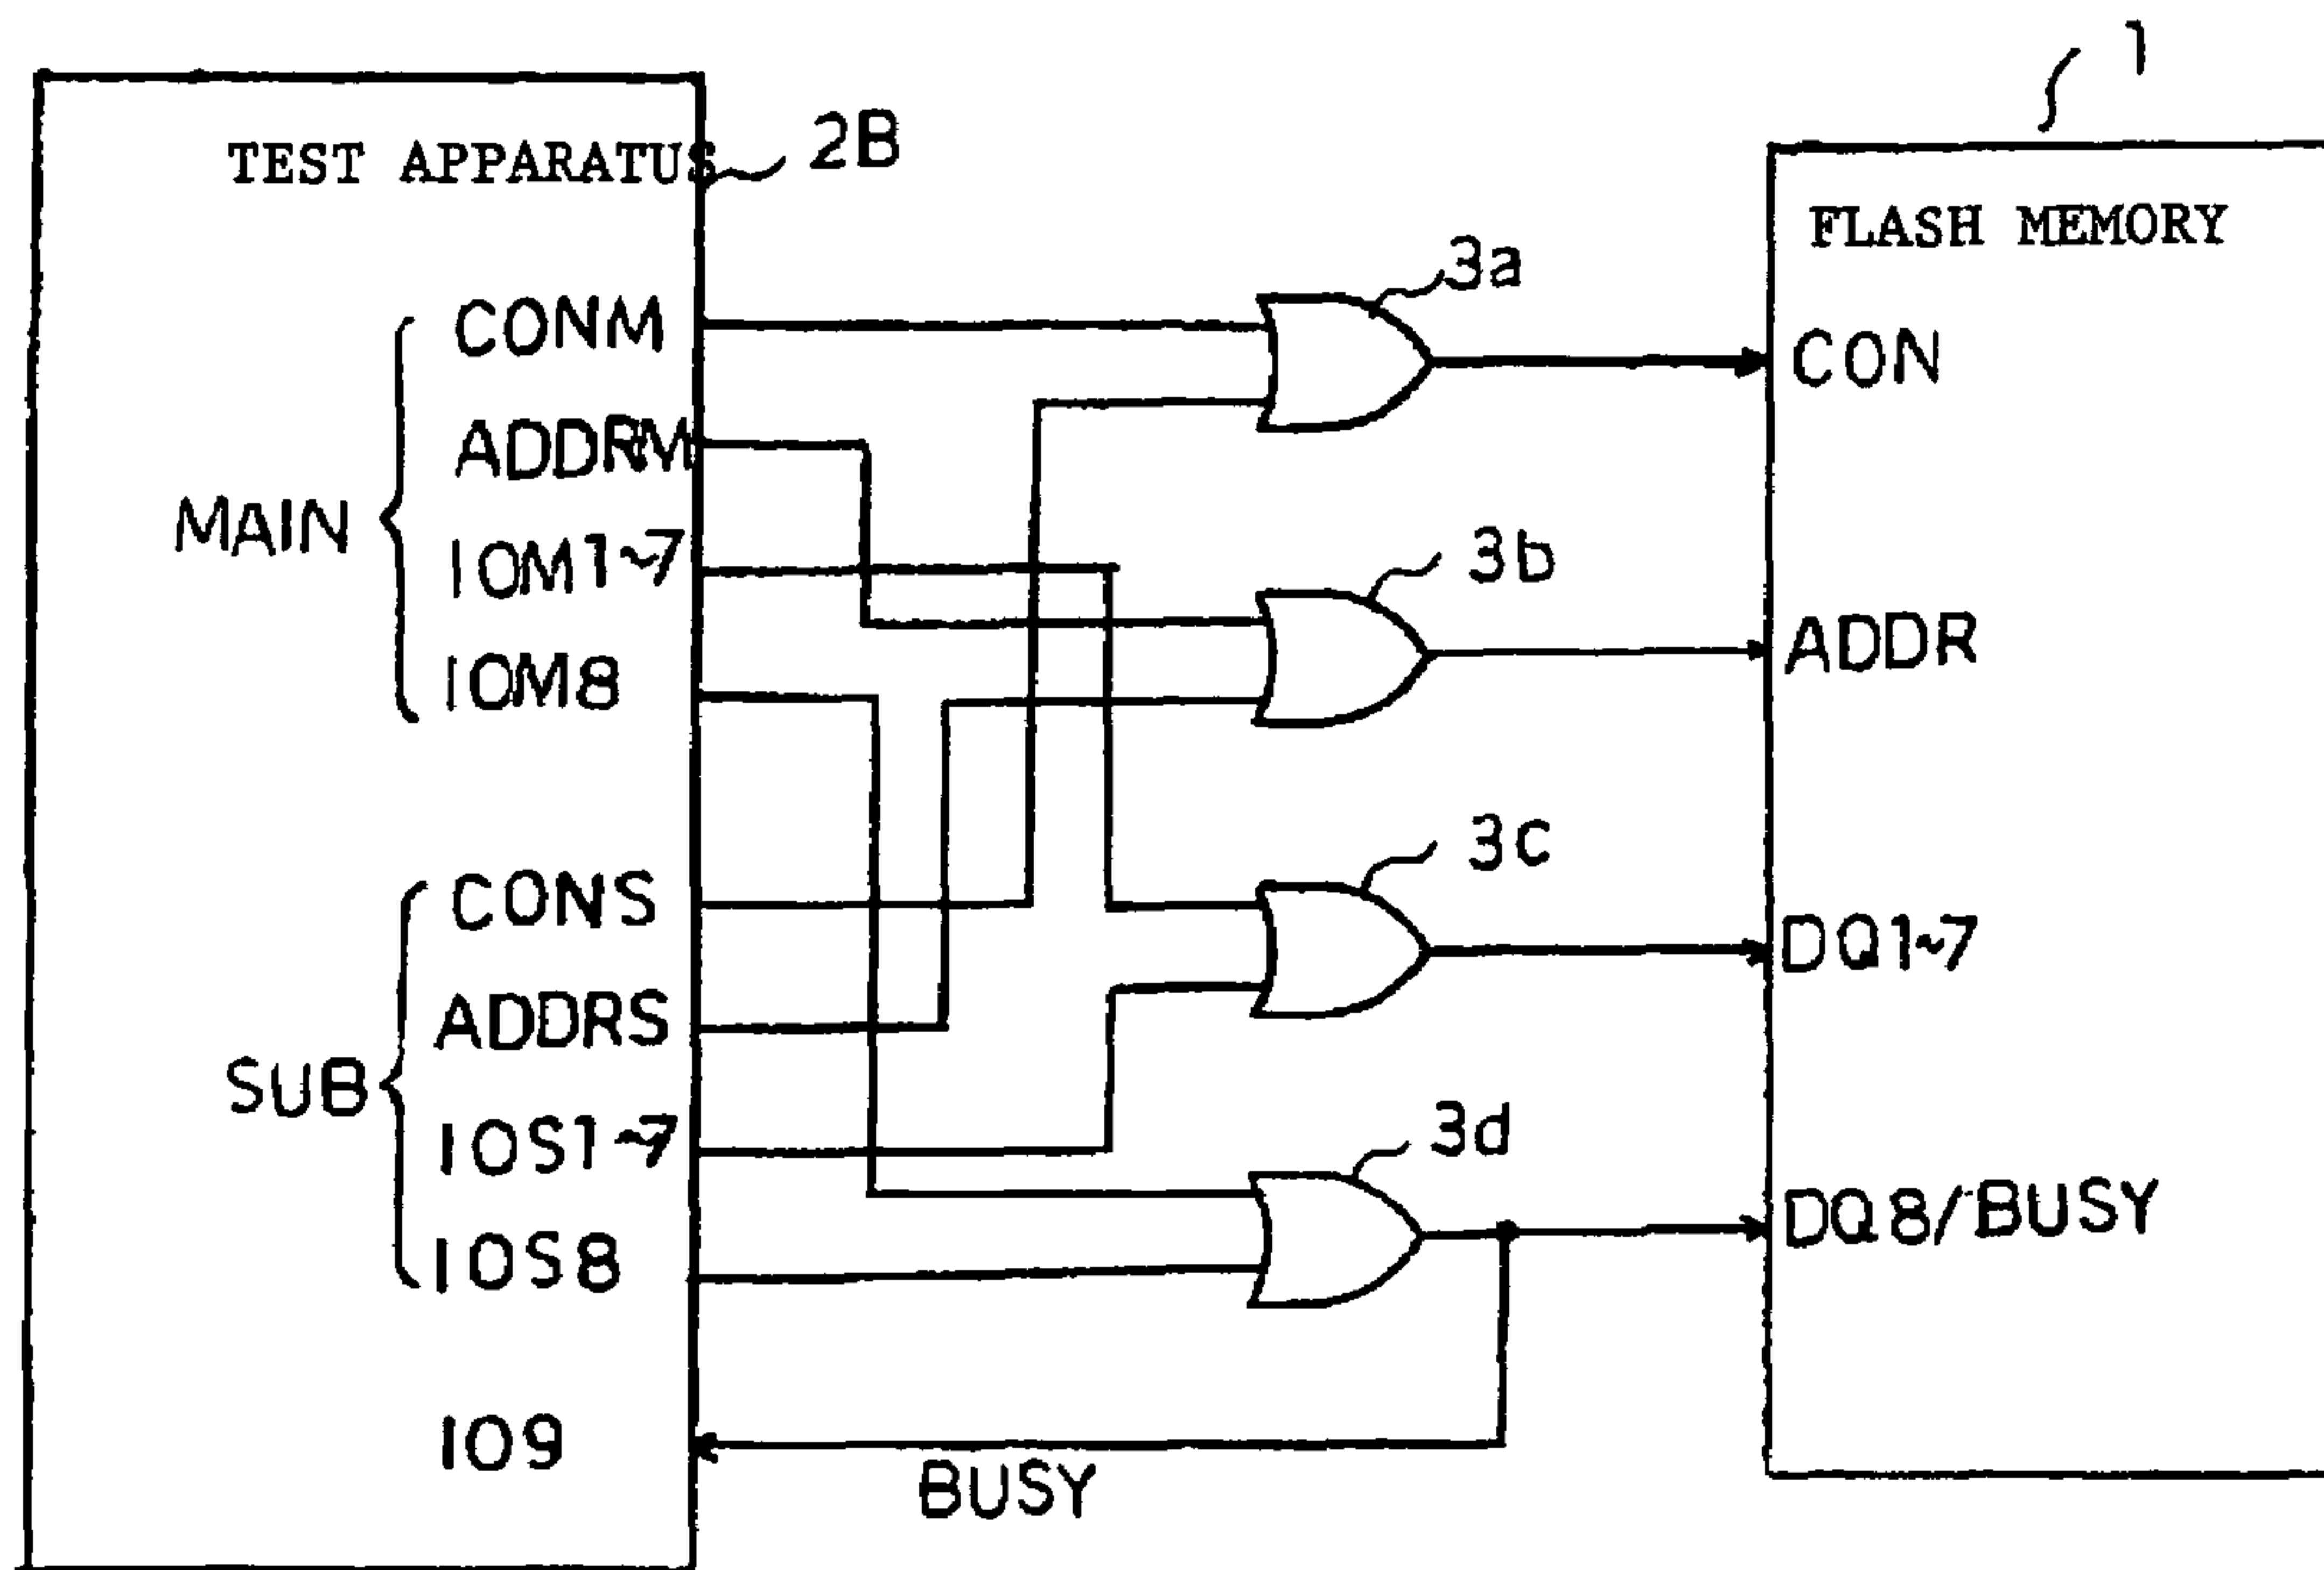 1
TEST APPARATUS
2B
FLASH MEMORY
3a
CONM
CON
ADDRM
MAIN
IOM1~7
3b
IOM8
ADDR
3c
CONS
DQ1~7
ADDRS
SUB
IOS1~7
3d
DQ8/BUSY
IOS8
IO9
BUSY